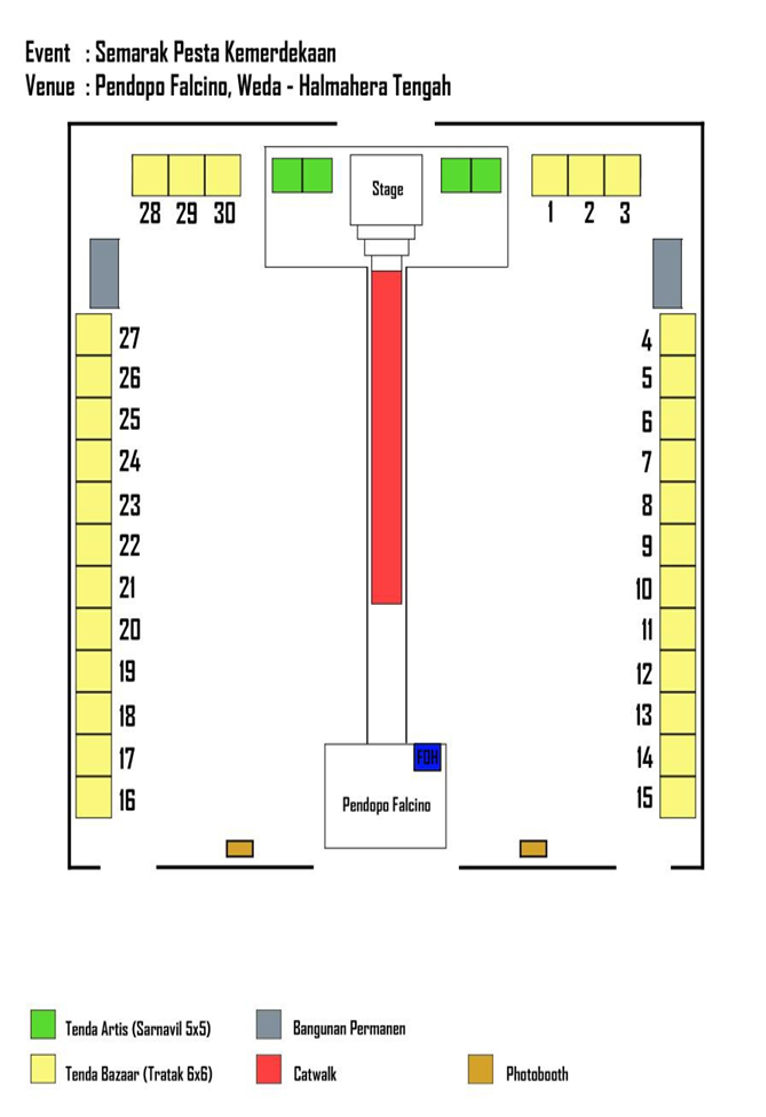 Event : Semarak Pesta Kemerdekaan
Venue : Pendopo Falcino, Weda - Halmahera Tengah
Stage
28 29 30
1 2 3
27
4
26
5
25
6
24
7
23
8
22
9
21
10
20
11
19
12
18
13
17
14
FOH
16
15
Pendopo Falcino
Tenda Artis (Sarnavil 5x5)
Bangunan Permanen
Tenda Bazaar (Tratak 6x6)
Catwalk
Photobooth